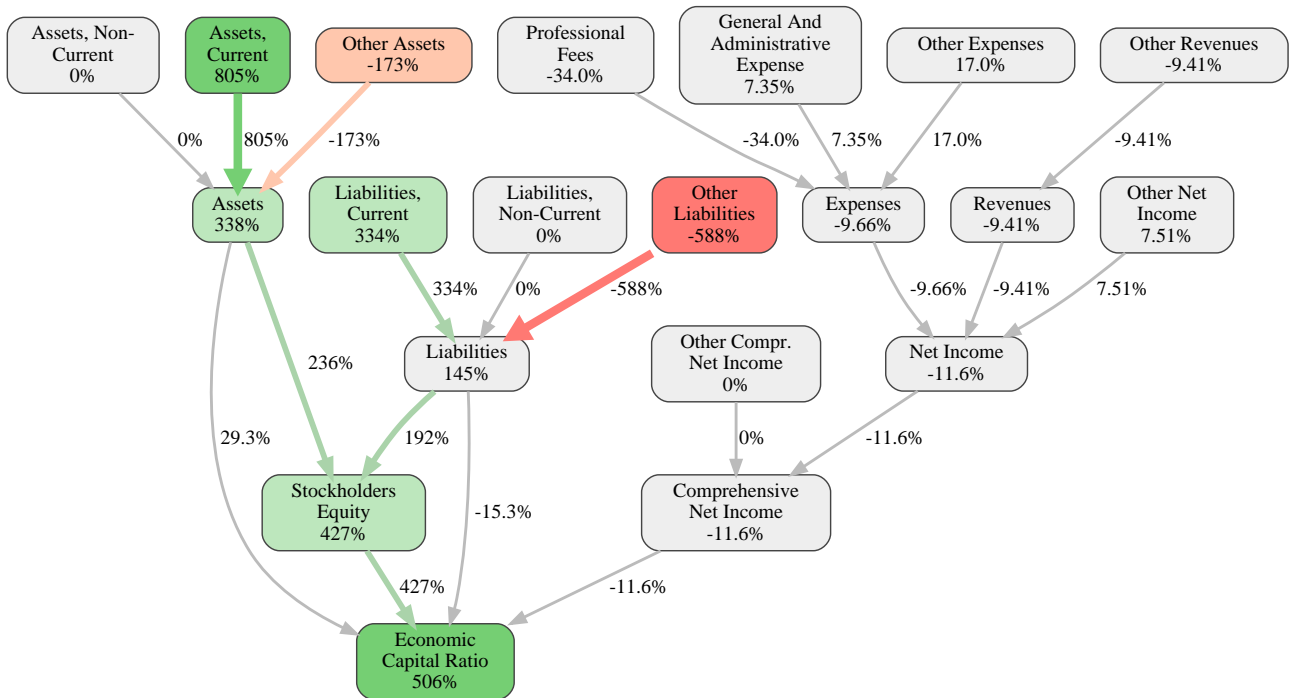 Assets, Non-
Current
0%
Assets,
Current
805%
Other Assets
-173%
Professional
Fees
-34.0%
General And
Administrative
Expense
7.35%
Other Expenses
17.0%
Other Revenues
-9.41%
0%
805%
-173%
-34.0%
7.35%
17.0%
-9.41%
Assets
338%
Liabilities,
Current
334%
Liabilities,
Non-Current
0%
Other
Liabilities
-588%
Expenses
-9.66%
Revenues
-9.41%
Other Net
Income
7.51%
334%
0%
-588%
-9.66%
-9.41%
7.51%
236%
Liabilities
145%
Other Compr.
Net Income
0%
Net Income
-11.6%
29.3%
192%
0%
-11.6%
Stockholders
Equity
427%
-15.3%
Comprehensive
Net Income
-11.6%
427%
-11.6%
Economic
Capital Ratio
506%